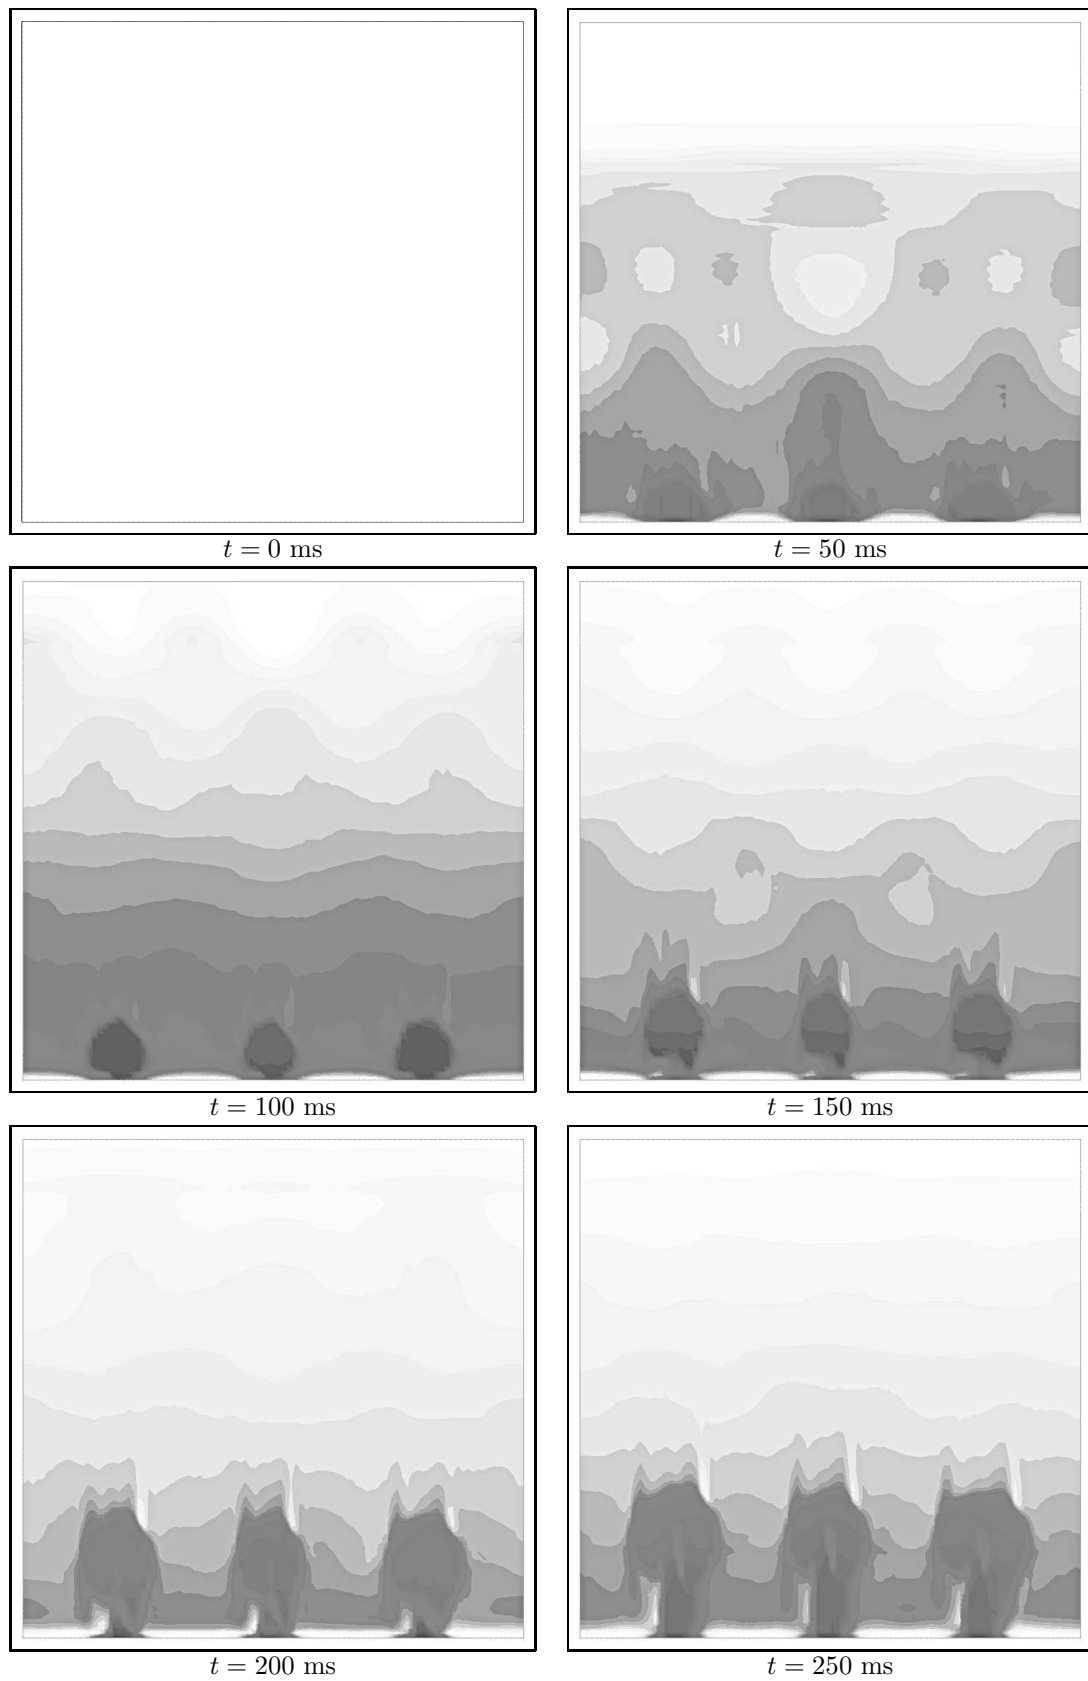 t = 0 ms
t = 50 ms
t = 100 ms
t = 150 ms
t = 200 ms
t = 250 ms